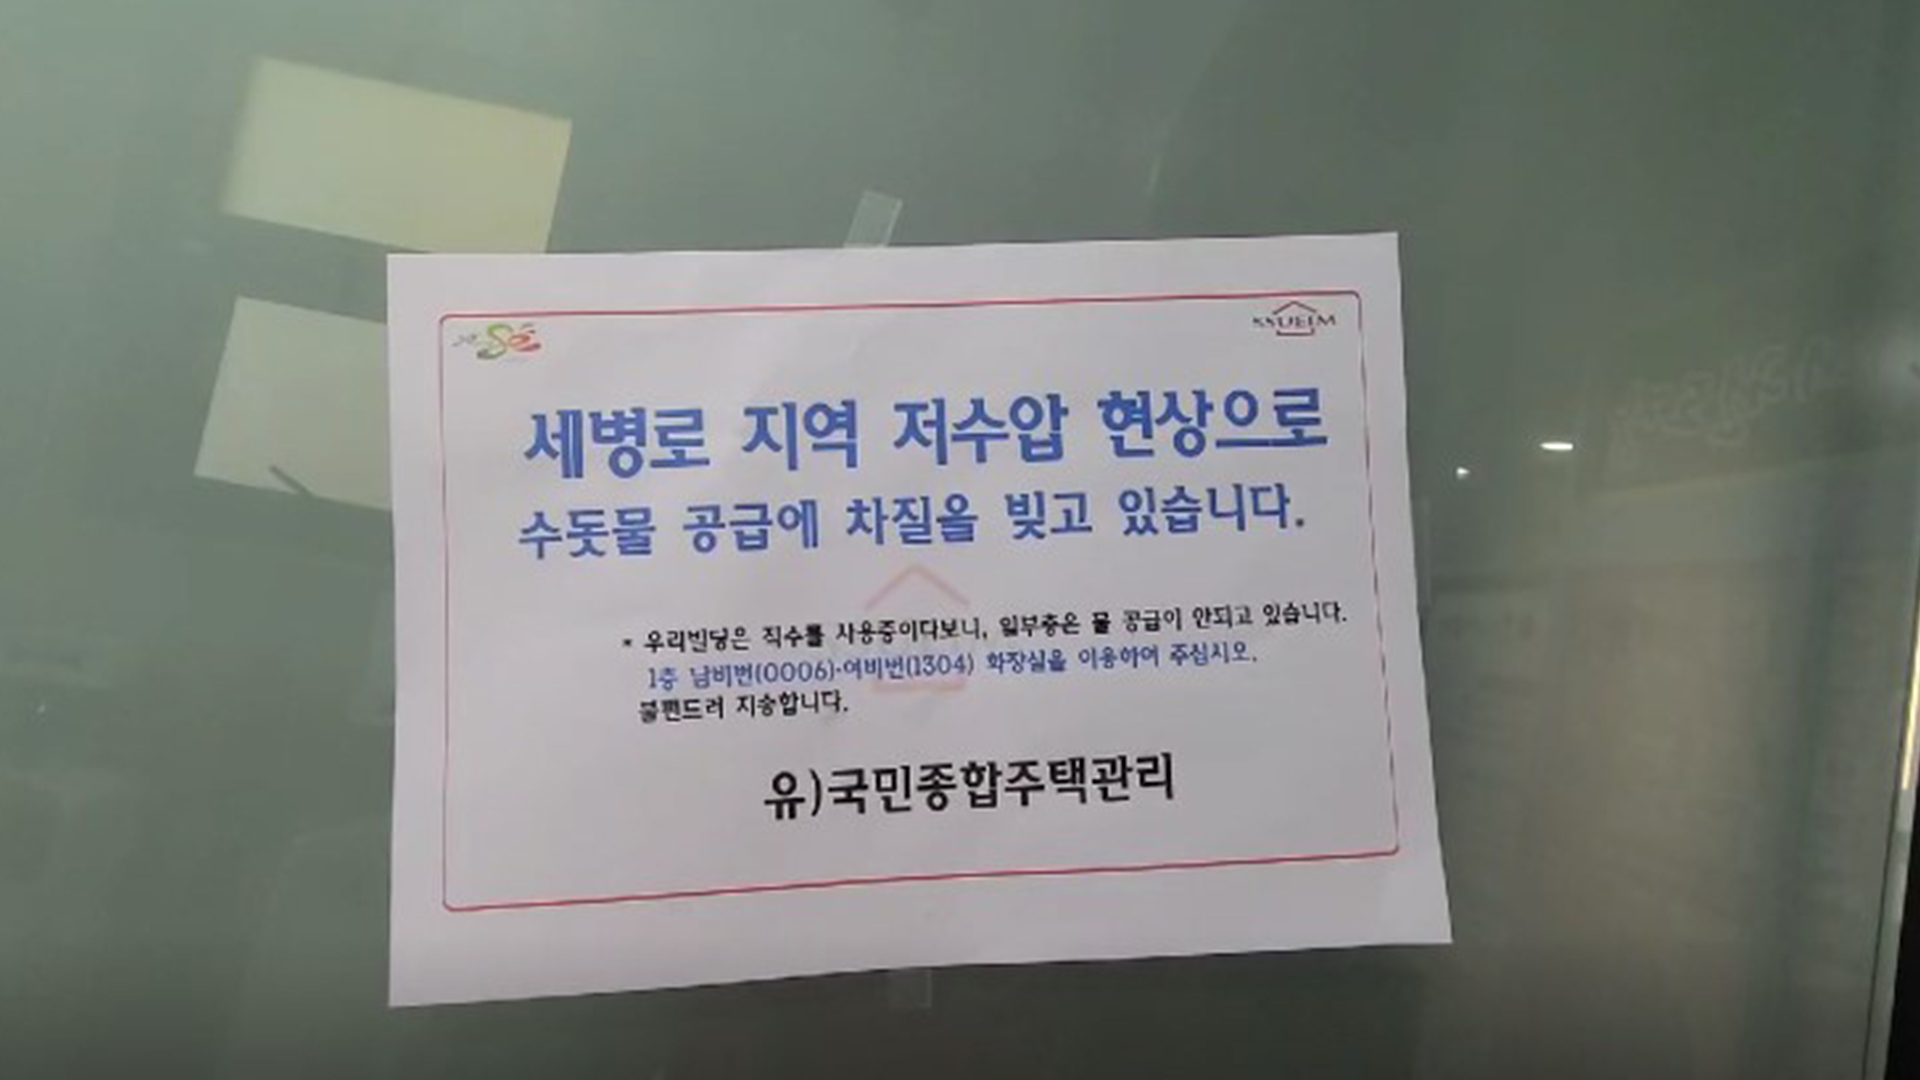 SSUEIM
세병로 지역 저수압 현상으로
수돗물 공급에 차질을 빚고 있습니다.
* 우리빌딩은 직수를 사용중이다보니, 일부층은 물 공급이 안되고 있습니다.
1층 남비번(0006)·여비번(1304) 화장실을 이용하여 주십시오.
불편드려 지송합니다.
유)국민종합주택관리